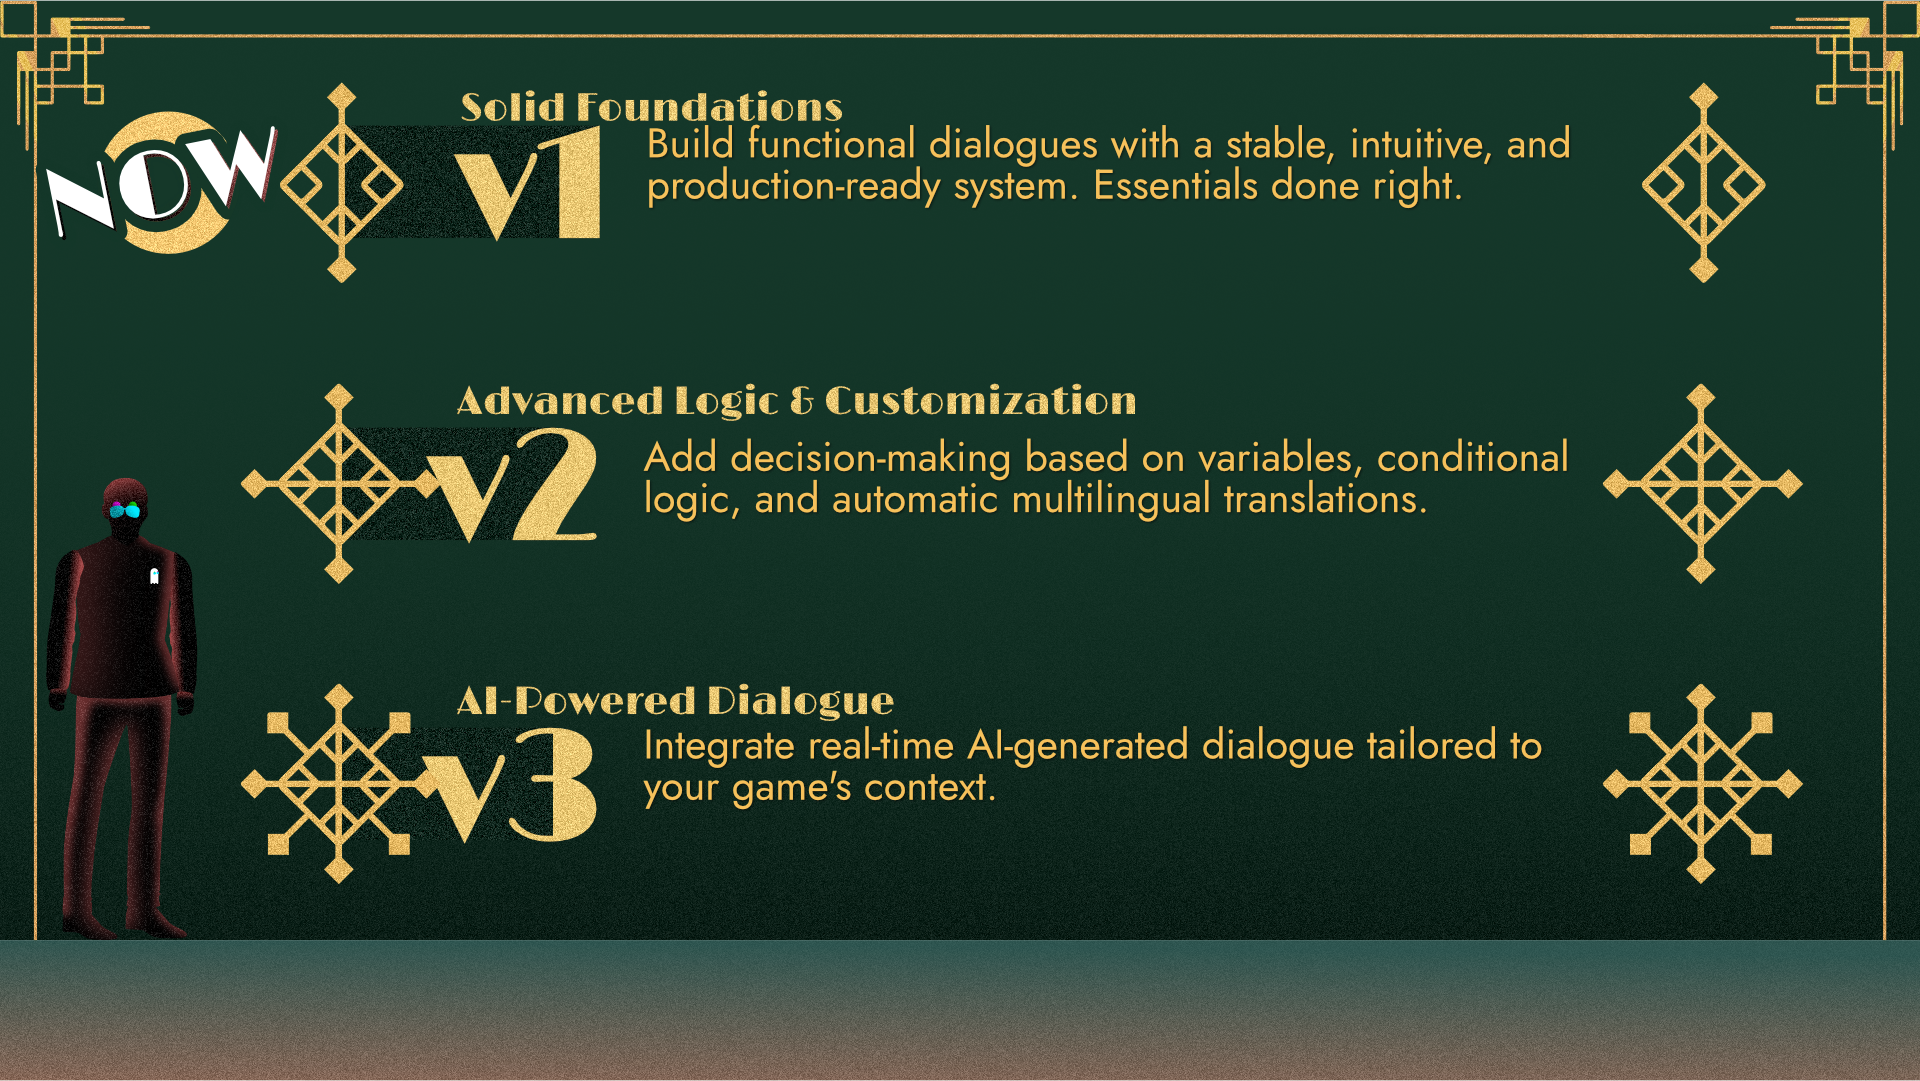 NOW
Solid Foundations
v1
Build functional dialogues with a stable, intuitive, and
production-ready system. Essentials done right.
Advanced Logic & Customization
v2
Add decision-making based on variables, conditional
logic, and automatic multilingual translations.
AI-Powered Dialogue
v3
Integrate real-time AI-generated dialogue tailored to
your game's context.